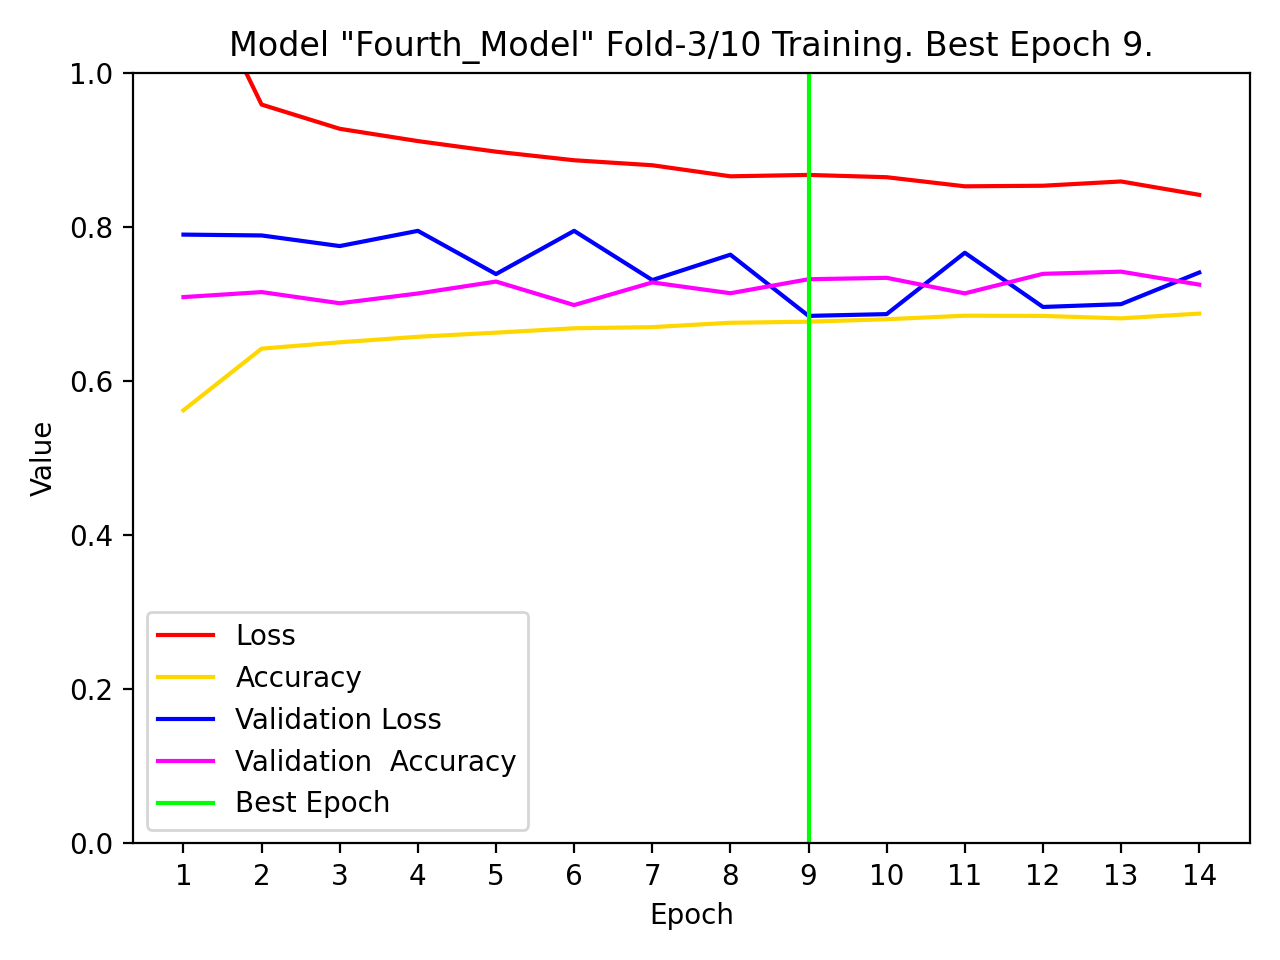 Model "Fourth_Model" Fold-3/10 Training. Best Epoch 9.
1.0
0.8
0.6
0.4
0.2
0.0
Value
Loss
Accuracy
Validation Loss
Validation  Accuracy
Best Epoch
1 2 3 4 5 6 7 8 9 10 11 12 13 14
Epoch